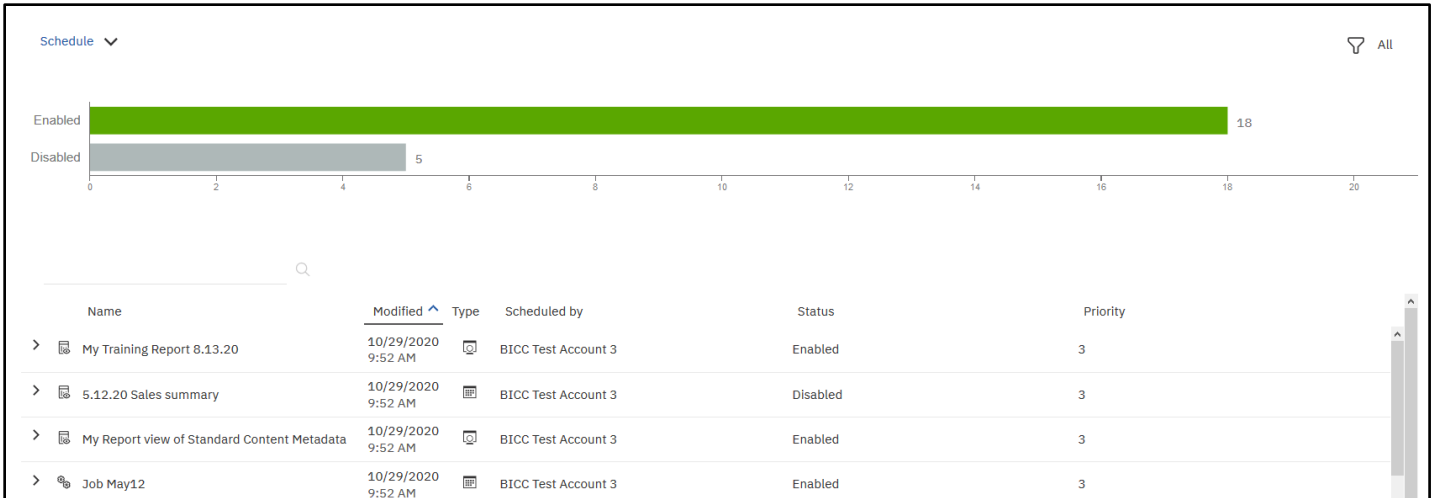 Schedule
All
Enabled
18
Disabled
5
0 2 4 6 8 10 12 14 16 18 20
Name Modified Type Scheduled by Status Priority
My Training Report 8.13.20 10/29/2020 9:52 AM BICC Test Account 3 Enabled 3
5.12.20 Sales summary 10/29/2020 9:52 AM BICC Test Account 3 Disabled 3
My Report view of Standard Content Metadata 10/29/2020 9:52 AM BICC Test Account 3 Enabled 3
Job May12 10/29/2020 9:52 AM BICC Test Account 3 Enabled 3